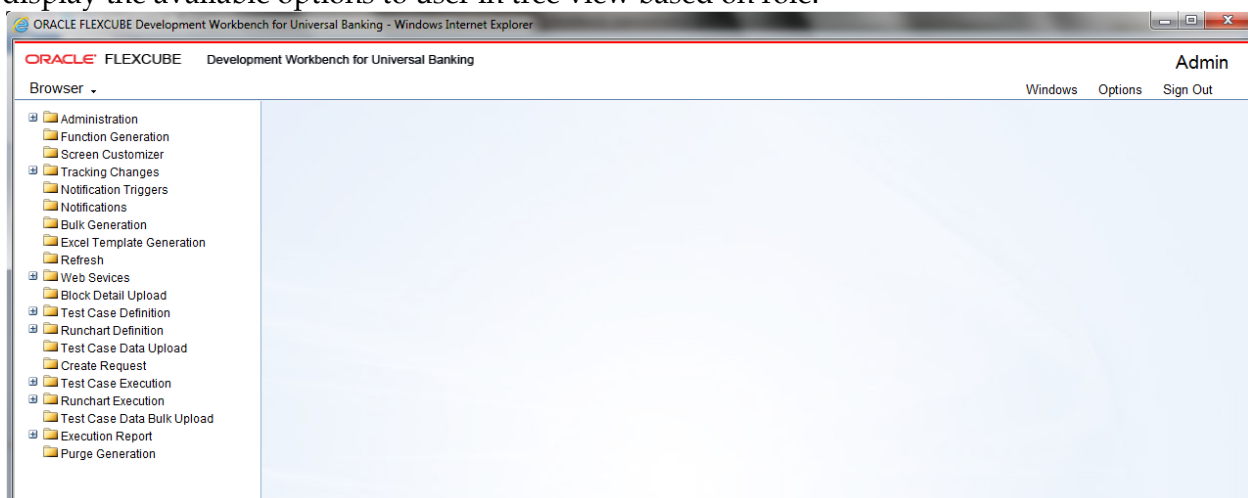 display the available options to user in tree view based on role.
ORACLE FLEXCUBE Development Workbench for Universal Banking - Windows Internet Explorer
ORACLE FLEXCUBE Development Workbench for Universal Banking
Admin
Browser
Windows Options Sign Out
Administration
Function Generation
Screen Customizer
Tracking Changes
Notification Triggers
Notifications
Bulk Generation
Excel Template Generation
Refresh
Web Sevices
Block Detail Upload
Test Case Definition
Runchart Definition
Test Case Data Upload
Create Request
Test Case Execution
Runchart Execution
Test Case Data Bulk Upload
Execution Report
Purge Generation